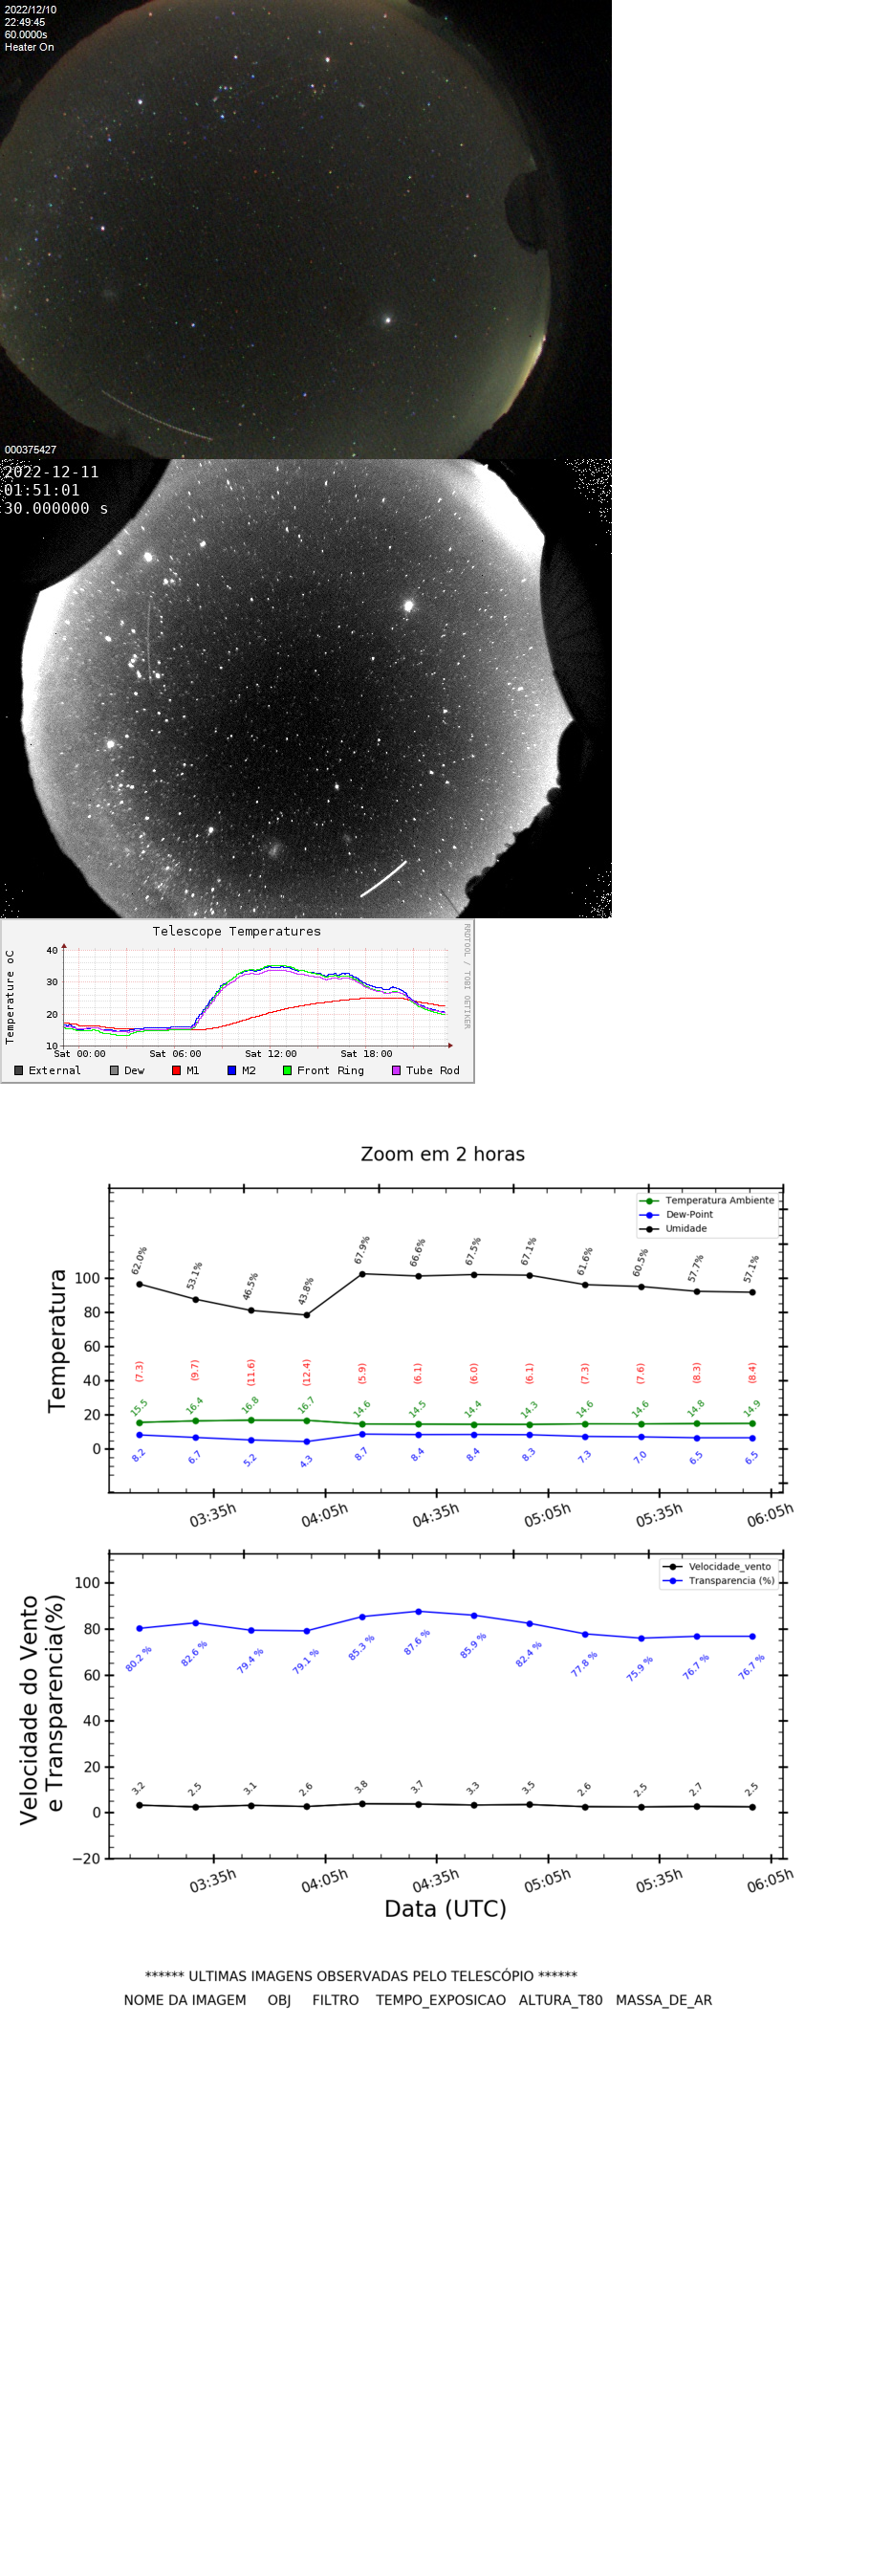 2022/12/10
22:49:45
60.0000s
Heater On
000375427
2022-12-11
01:51:01
30.000000 s
Telescope Temperatures
RRDTOOL / TOBI OETIKER
Temperature oC
40
30
20
10
Sat 00:00 Sat 06:00 Sat 12:00 Sat 18:00
External Dew M1 M2 Front Ring Tube Rod
Zoom em 2 horas
Temperatura Ambiente
Dew-Point
Umidade
Temperatura
100
80
60
40
20
0
62.0% 53.1% 46.5% 43.8% 67.9% 66.6% 67.5% 67.1% 61.6% 60.5% 57.7% 57.1%
(7.3) (9.7) (11.6) (12.4) (5.9) (6.1) (6.0) (6.1) (7.3) (7.6) (8.3) (8.4)
15.5 16.4 16.8 16.7 14.6 14.5 14.4 14.3 14.6 14.6 14.8 14.9
8.2 6.7 5.2 4.3 8.7 8.4 8.4 8.3 7.3 7.0 6.5 6.5
03:35h 04:05h 04:35h 05:05h 05:35h 06:05h
Velocidade_vento
Transparencia (%)
Velocidade do Vento
e Transparencia(%)
100
80
60
40
20
0
−20
80.2 % 82.6 % 79.4 % 79.1 % 85.3 % 87.6 % 85.9 % 82.4 % 77.8 % 75.9 % 76.7 % 76.7 %
3.2 2.5 3.1 2.6 3.8 3.7 3.3 3.5 2.6 2.5 2.7 2.5
03:35h 04:05h 04:35h 05:05h 05:35h 06:05h
Data (UTC)
****** ULTIMAS IMAGENS OBSERVADAS PELO TELESCÓPIO ******
NOME DA IMAGEM OBJ FILTRO TEMPO_EXPOSICAO ALTURA_T80 MASSA_DE_AR